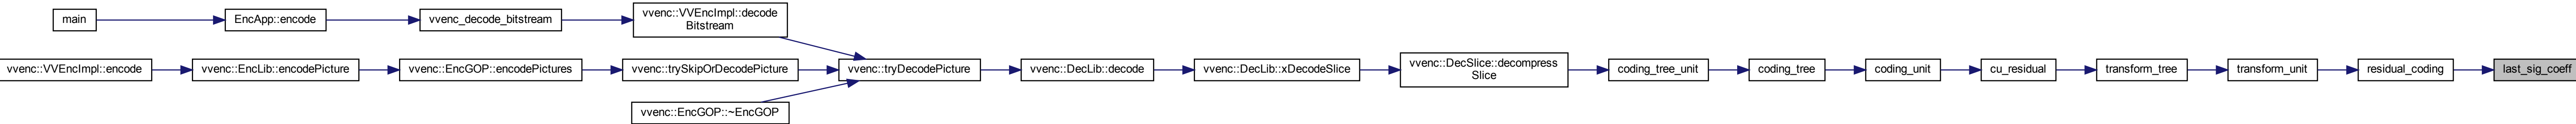 main
EncApp::encode
vvenc_decode_bitstream
vvenc::VVEncImpl::decode
Bitstream
vvenc::VVEncImpl::encode
vvenc::EncLib::encodePicture
vvenc::EncGOP::encodePictures
vvenc::trySkipOrDecodePicture
vvenc::tryDecodePicture
vvenc::DecLib::decode
vvenc::DecLib::xDecodeSlice
vvenc::DecSlice::decompress
Slice
coding_tree_unit
coding_tree
coding_unit
cu_residual
transform_tree
transform_unit
residual_coding
last_sig_coeff
vvenc::EncGOP::~EncGOP